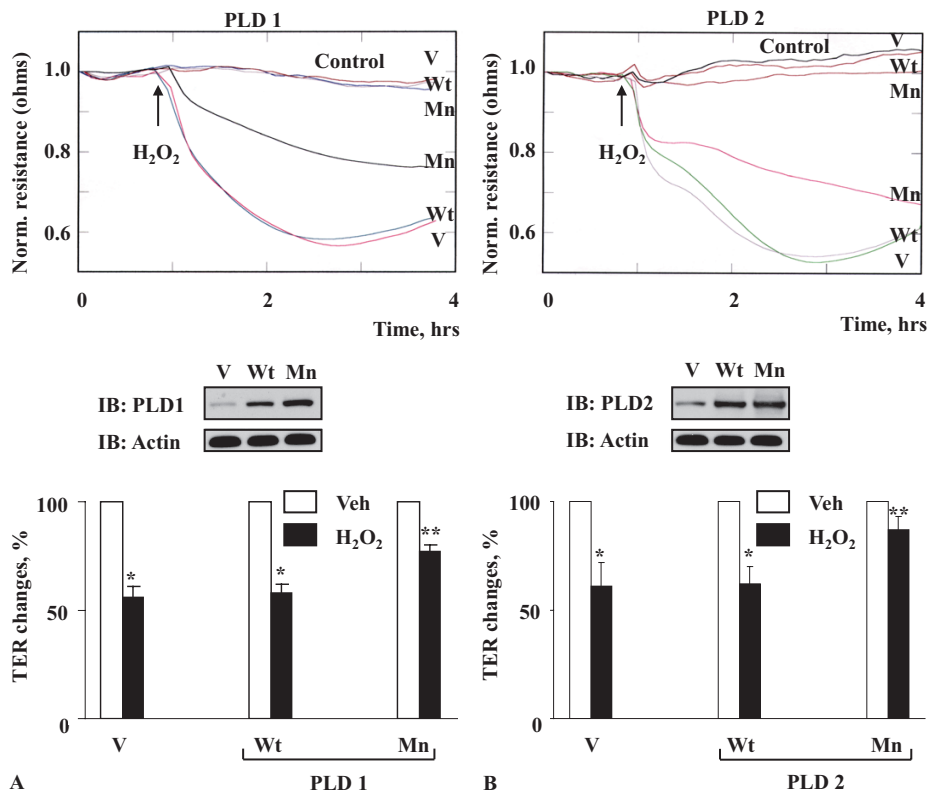 PLD 1
Norm. resistance (ohms)
1.0
0.8
0.6
Control
V
Wt
Mn
H₂O₂
Mn
Wt
V
0
2
4
Time, hrs
PLD 2
Norm. resistance (ohms)
1.0
0.8
0.6
Control
V
Wt
Mn
H₂O₂
Mn
Wt
V
0
2
4
Time, hrs
V Wt Mn
IB: PLD1
IB: Actin
V Wt Mn
IB: PLD2
IB: Actin
TER changes, %
100
50
0
Veh
H₂O₂
*
*
**
V
Wt
Mn
PLD 1
A
TER changes, %
100
50
0
Veh
H₂O₂
*
*
**
V
Wt
Mn
PLD 2
B